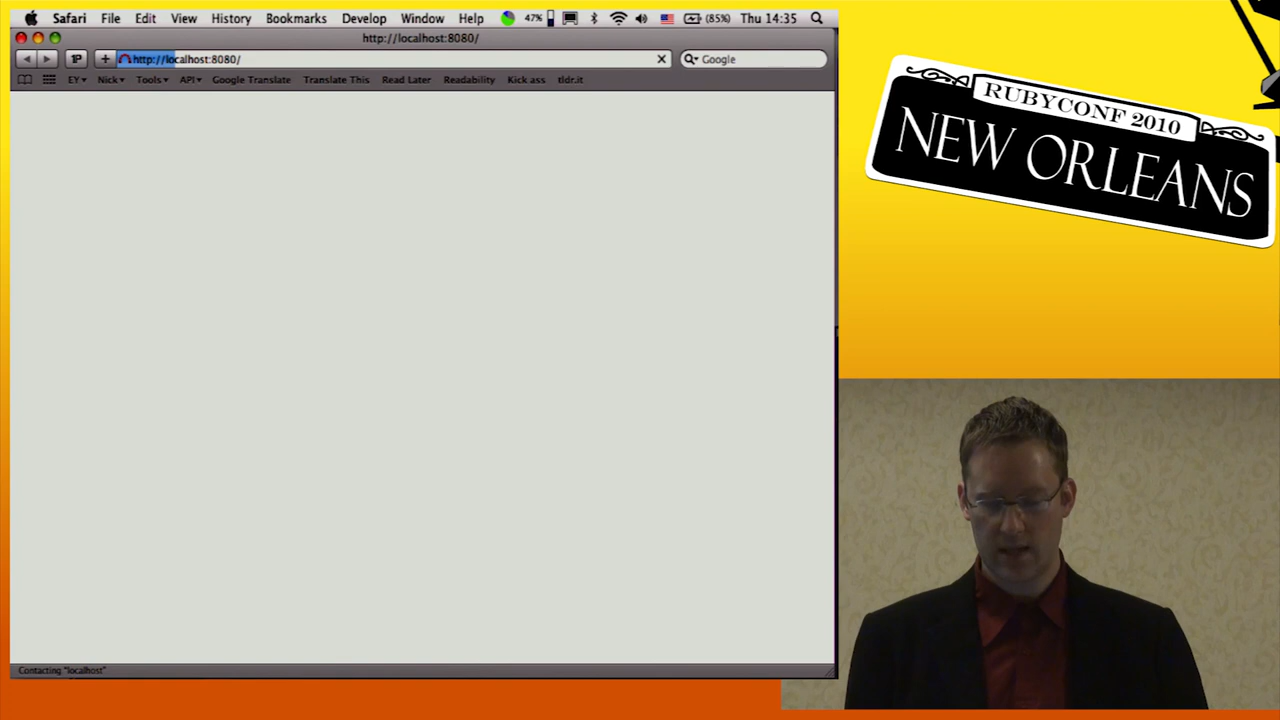 Safari File Edit View History Bookmarks Develop Window Help 47% (85%) Thu 14:35
http://localhost:8080/
1P + http://localhost:8080/ Google
EY Nick Tools API Google Translate Translate This Read Later Readability Kick ass tldr.it
Contacting "localhost"
RUBYCONF 2010
NEW ORLEANS